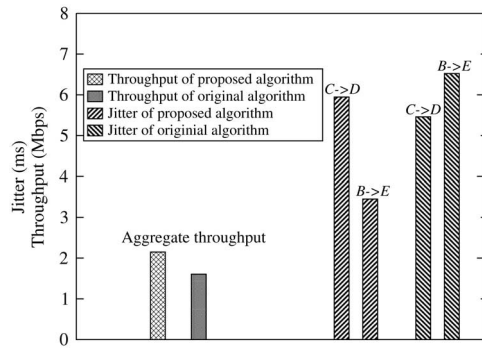 8
7
6
5
4
3
2
1
0
Jitter (ms)
Throughput (Mbps)
Throughput of proposed algorithm
Throughput of original algorithm
Jitter of proposed algorithm
Jitter of originial algorithm
Aggregate throughput
C->D
B->E
C->D
B->E